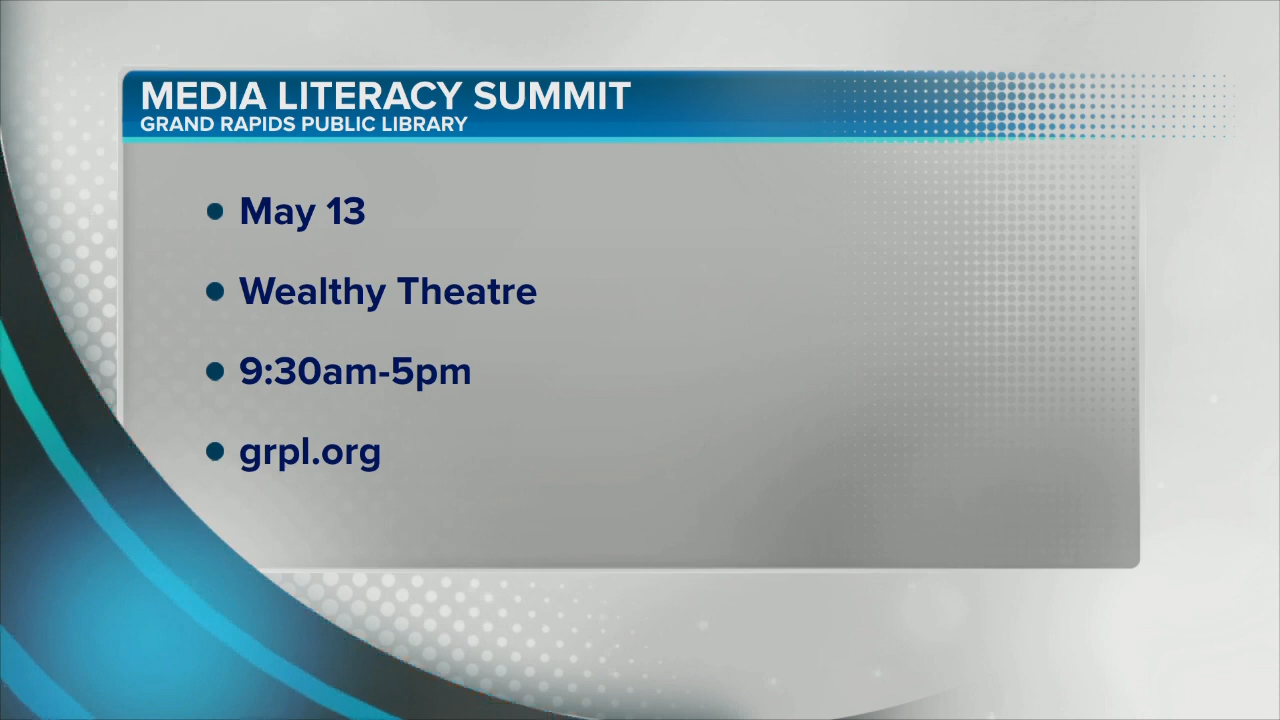 MEDIA LITERACY SUMMIT
GRAND RAPIDS PUBLIC LIBRARY
May 13
Wealthy Theatre
9:30am-5pm
grpl.org